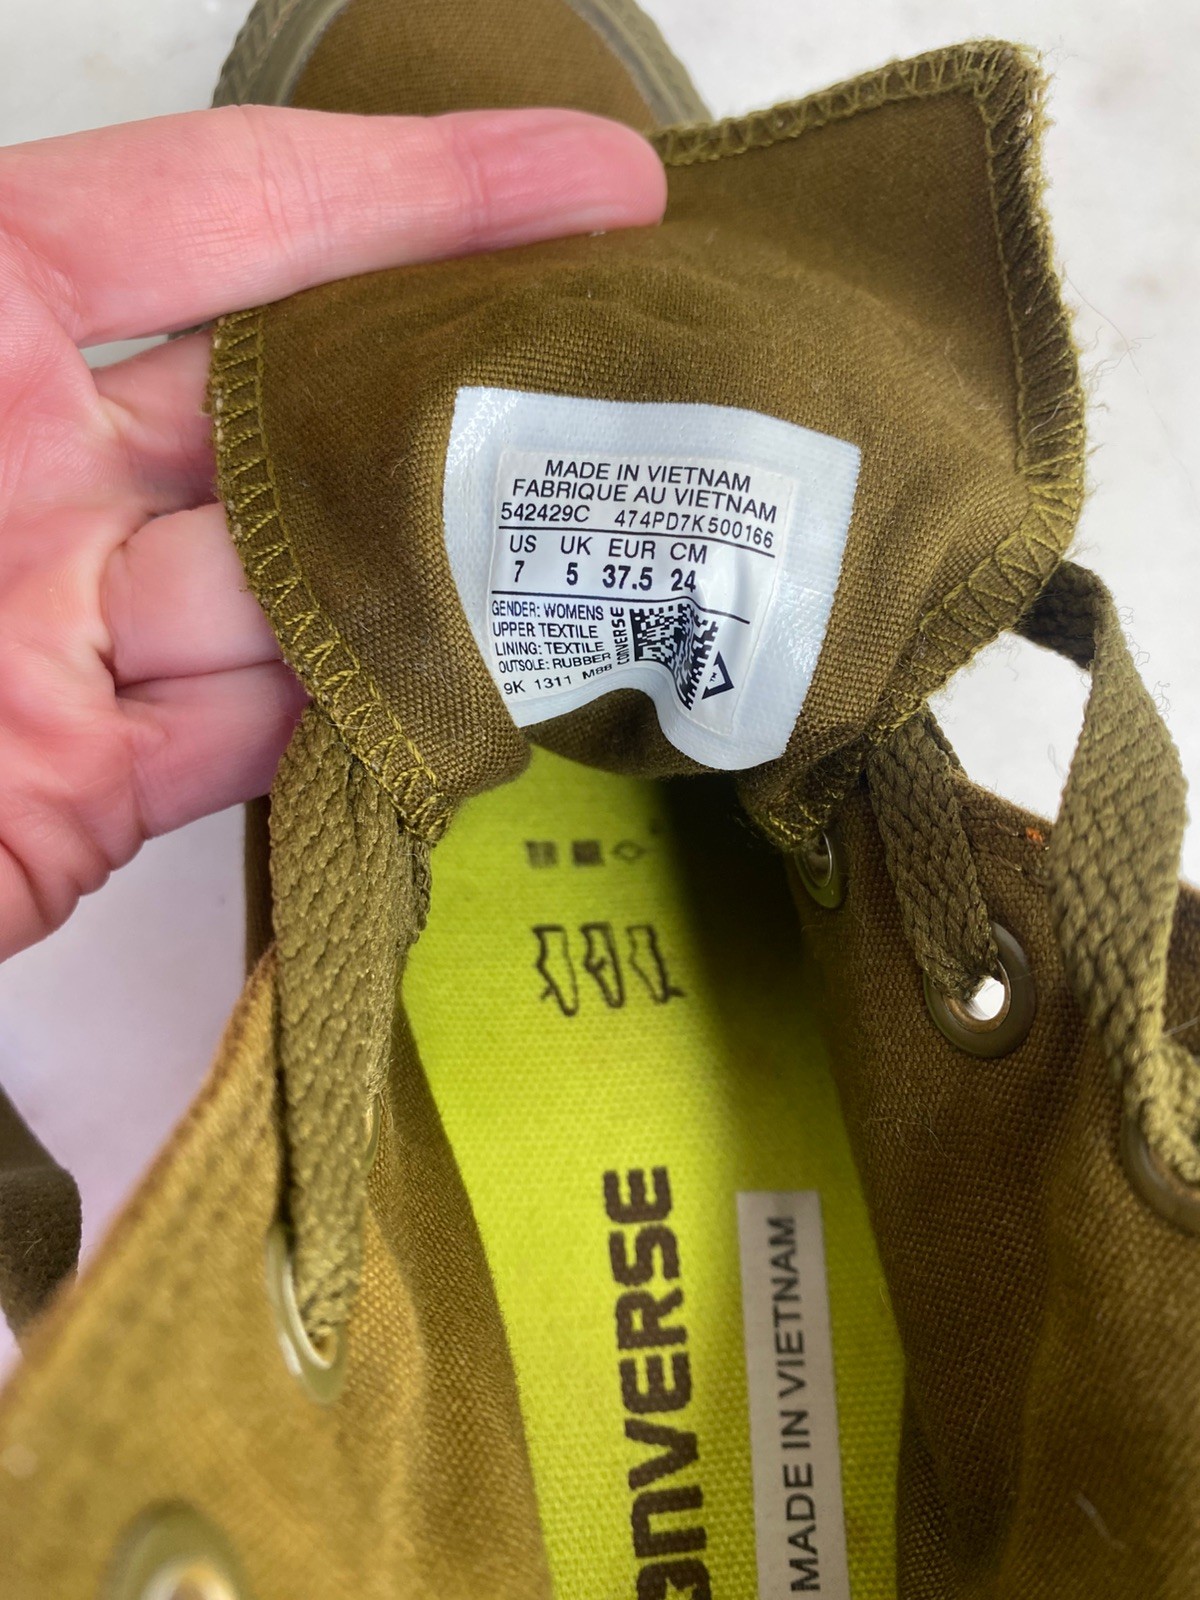 MADE IN VIETNAM
FABRIQUE AU VIETNAM
542429C 474PD7K500166
US UK EUR CM
7 5 37.5 24
GENDER: WOMENS
UPPER TEXTILE
LINING: TEXTILE
OUTSOLE: RUBBER
9K 1311 M88
CONVERSE
™
CONVERSE
MADE IN VIETNAM